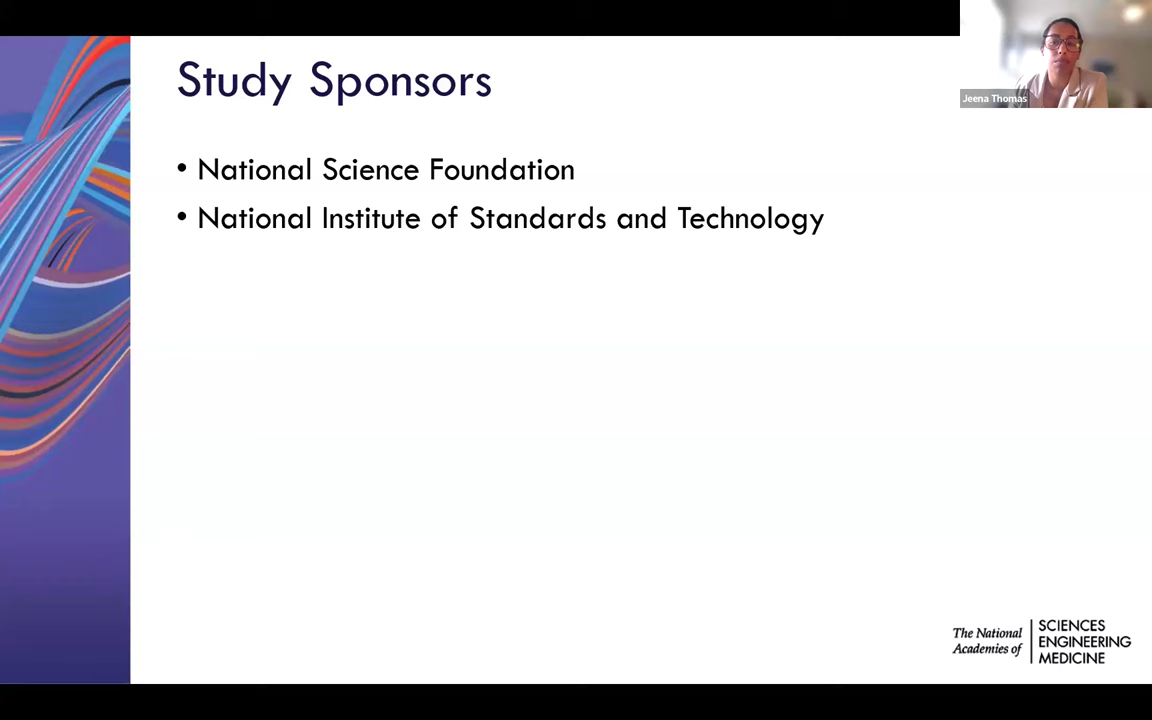 Study Sponsors
Jeena Thomas
• National Science Foundation
• National Institute of Standards and Technology
The National
Academies of
SCIENCES
ENGINEERING
MEDICINE